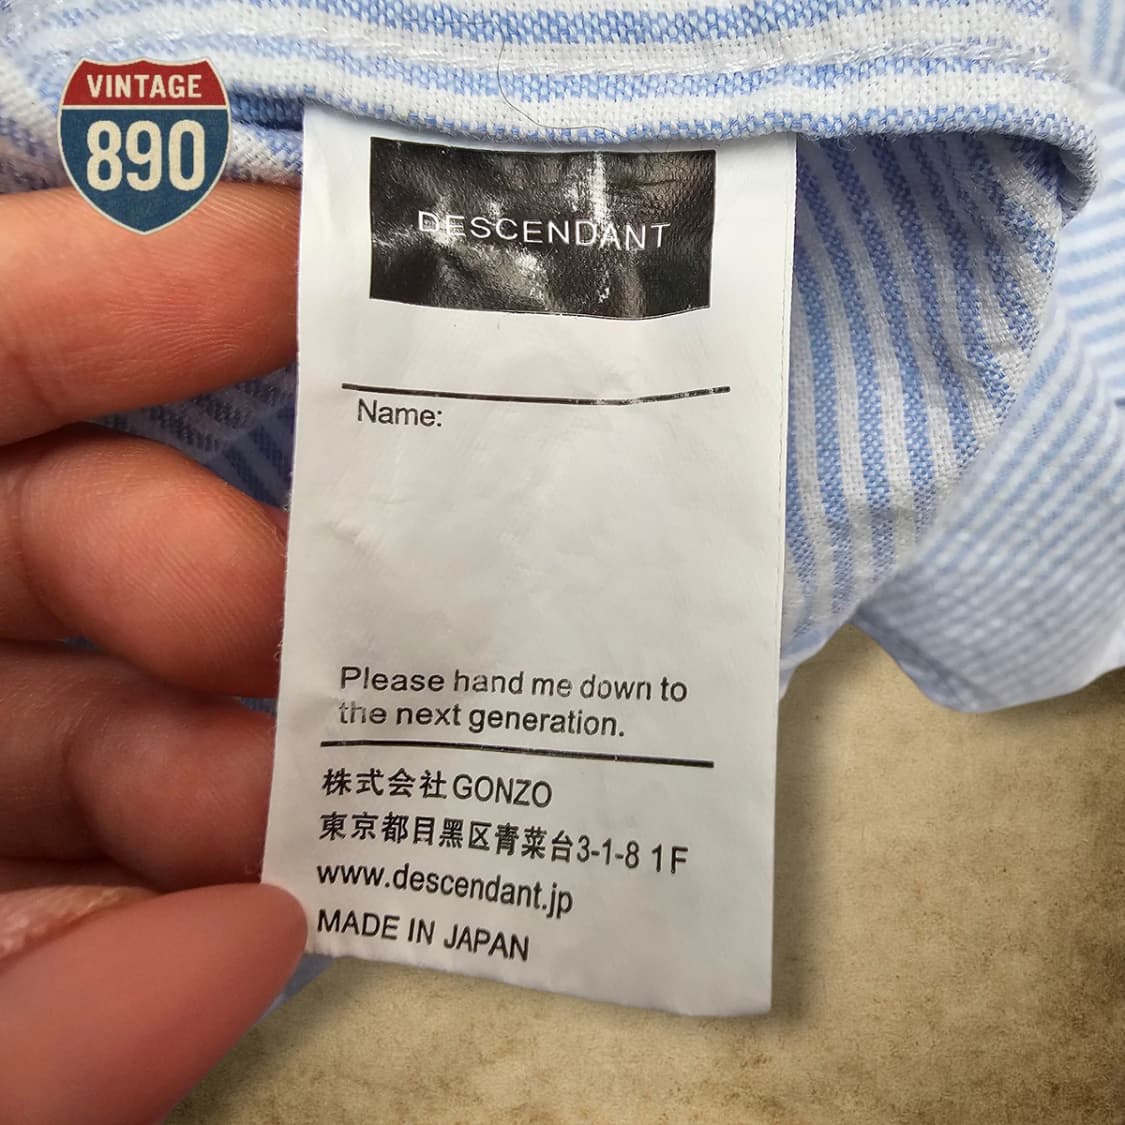 VINTAGE
890
DESCENDANT
Name:
Please hand me down to
the next generation.
株式会社GONZO
東京都目黒区青葉台3-1-8 1F
www.descendant.jp
MADE IN JAPAN